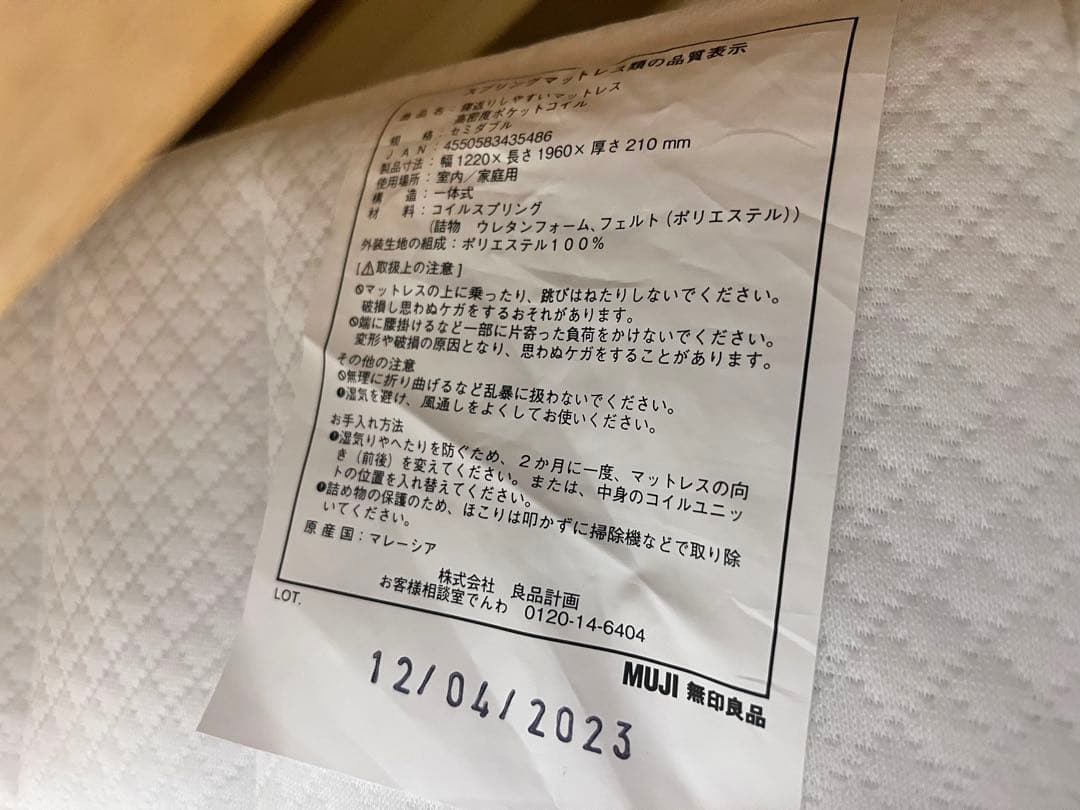 スプリングマットレス類の品質表示
商品名：寝返りしやすいマットレス
高密度ポケットコイル
規　格：セミダブル
ＪＡＮ：4550583435486
製品寸法：幅1220×長さ1960×厚さ210 mm
使用場所：室内／家庭用
構　造：一体式
材　料：コイルスプリング
(詰物　ウレタンフォーム、フェルト（ポリエステル）)
外装生地の組成：ポリエステル１００％
[⚠取扱上の注意]
🛇マットレスの上に乗ったり、跳びはねたりしないでください。
破損し思わぬケガをするおそれがあります。
🛇端に腰掛けるなど一部に片寄った負荷をかけないでください。
変形や破損の原因となり、思わぬケガをすることがあります。
その他の注意
🛇無理に折り曲げるなど乱暴に扱わないでください。
❗湿気を避け、風通しをよくしてお使いください。
お手入れ方法
❗湿気りやへたりを防ぐため、２か月に一度、マットレスの向
き（前後）を変えてください。または、中身のコイルユニッ
トの位置を入れ替えてください。
❗詰め物の保護のため、ほこりは叩かずに掃除機などで取り除
いてください。
原産国：マレーシア
株式会社　良品計画
お客様相談室でんわ　0120-14-6404
LOT.
MUJI 無印良品
12/04/2023